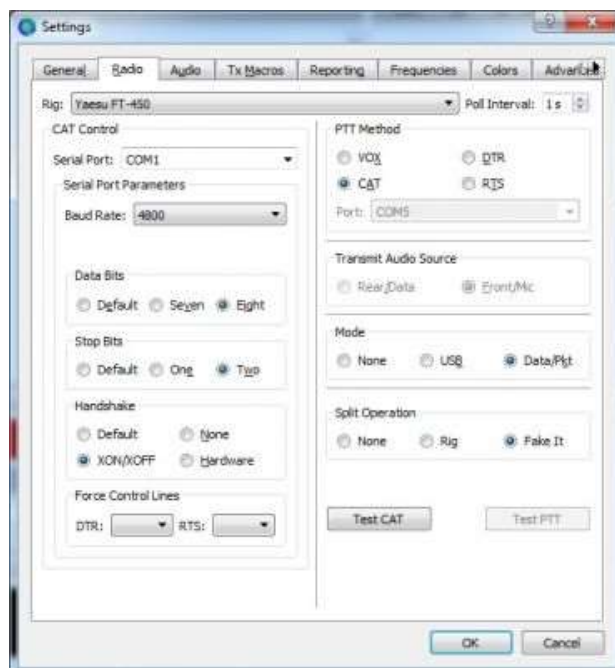 Settings
General Radio Audio Tx Macros Reporting Frequencies Colors Advanced
Rig: Yaesu FT-450 Poll Interval: 1 s
CAT Control
Serial Port: COM1
Serial Port Parameters
Baud Rate: 4800
Data Bits
Default Seven Eight
Stop Bits
Default One Two
Handshake
Default None
XON/XOFF Hardware
Force Control Lines
DTR: RTS:
PTT Method
VOX DTR
CAT RTS
Port: COM5
Transmit Audio Source
Rear/Data Front/Mic
Mode
None USB Data/Pkt
Split Operation
None Rig Fake It
Test CAT Test PTT
OK Cancel